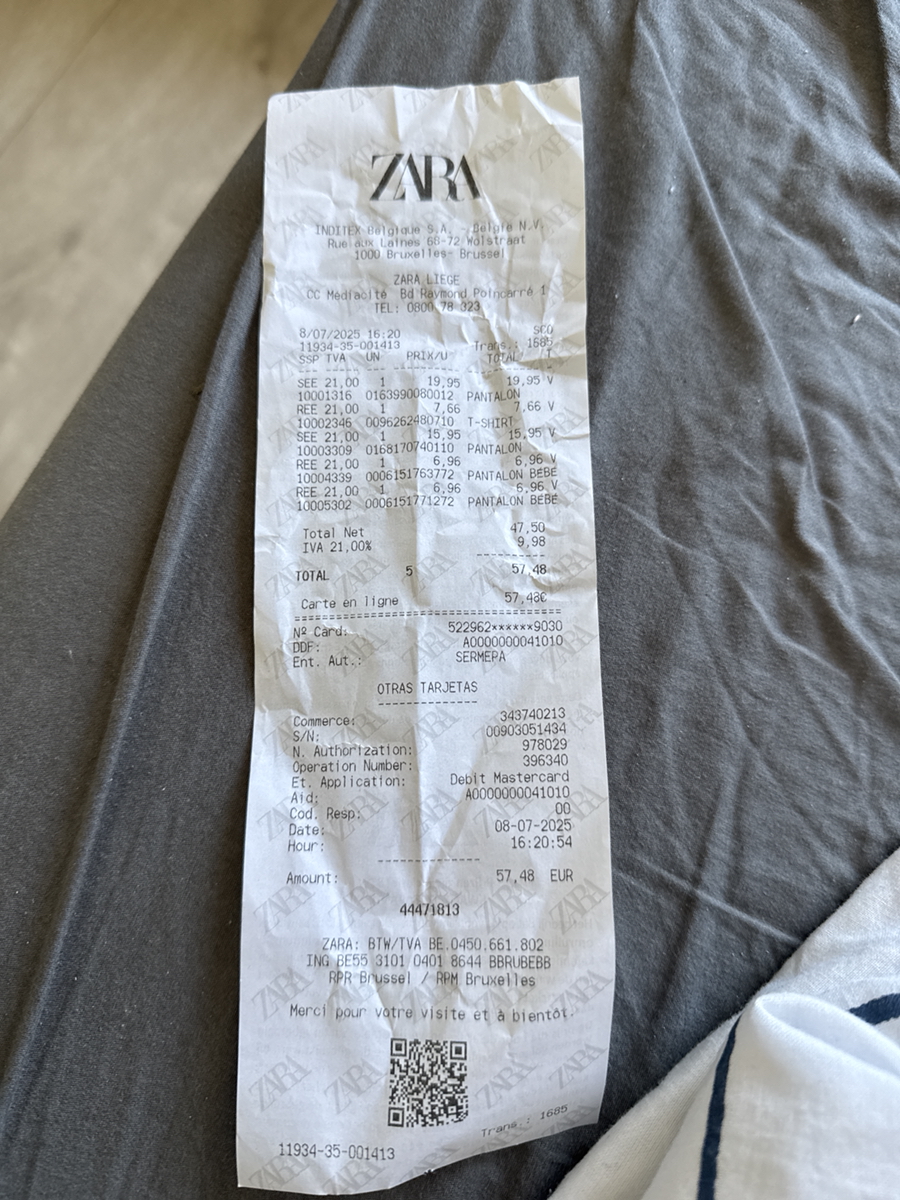 ZARA
INDITEX Belgique S.A. - België N.V.
Rue aux Laines 68-72 Wolstraat
1000 Bruxelles- Brussel
ZARA LIEGE
CC Médiacité Bd Raymond Poincarré 1
TEL: 0800 78 323
8/07/2025 16:20 SCO
11934-35-001413 Trans.: 1685
SSP TVA UN PRIX/U TOTAL T
SEE 21,00 1 19,95 19,95 V
10001316 0163990080012 PANTALON
REE 21,00 1 7,66 7,66 V
10002346 0096262480710 T-SHIRT
SEE 21,00 1 15,95 15,95 V
10003309 0168170740110 PANTALON
REE 21,00 1 6,96 6,96 V
10004339 0006151763772 PANTALON BÉBÉ
REE 21,00 1 6,96 6,96 V
10005302 0006151771272 PANTALON BÉBÉ
Total Net 47,50
IVA 21,00% 9,98
TOTAL 5 57,48
Carte en ligne 57,48€
Nº Card: 522962******9030
DDF: A0000000041010
Ent. Aut.: SERMEPA
OTRAS TARJETAS
Commerce: 343740213
S/N: 00903051434
N. Authorization: 978029
Operation Number: 396340
Et. Application: Debit Mastercard
Aid: A0000000041010
Cod. Resp: 00
Date: 08-07-2025
Hour: 16:20:54
Amount: 57,48 EUR
44471813
ZARA: BTW/TVA BE.0450.661.802
ING BE55 3101 0401 8644 BBRUBEBB
RPR Brussel / RPM Bruxelles
Merci pour votre visite et à bientôt.
Trans.: 1685
11934-35-001413